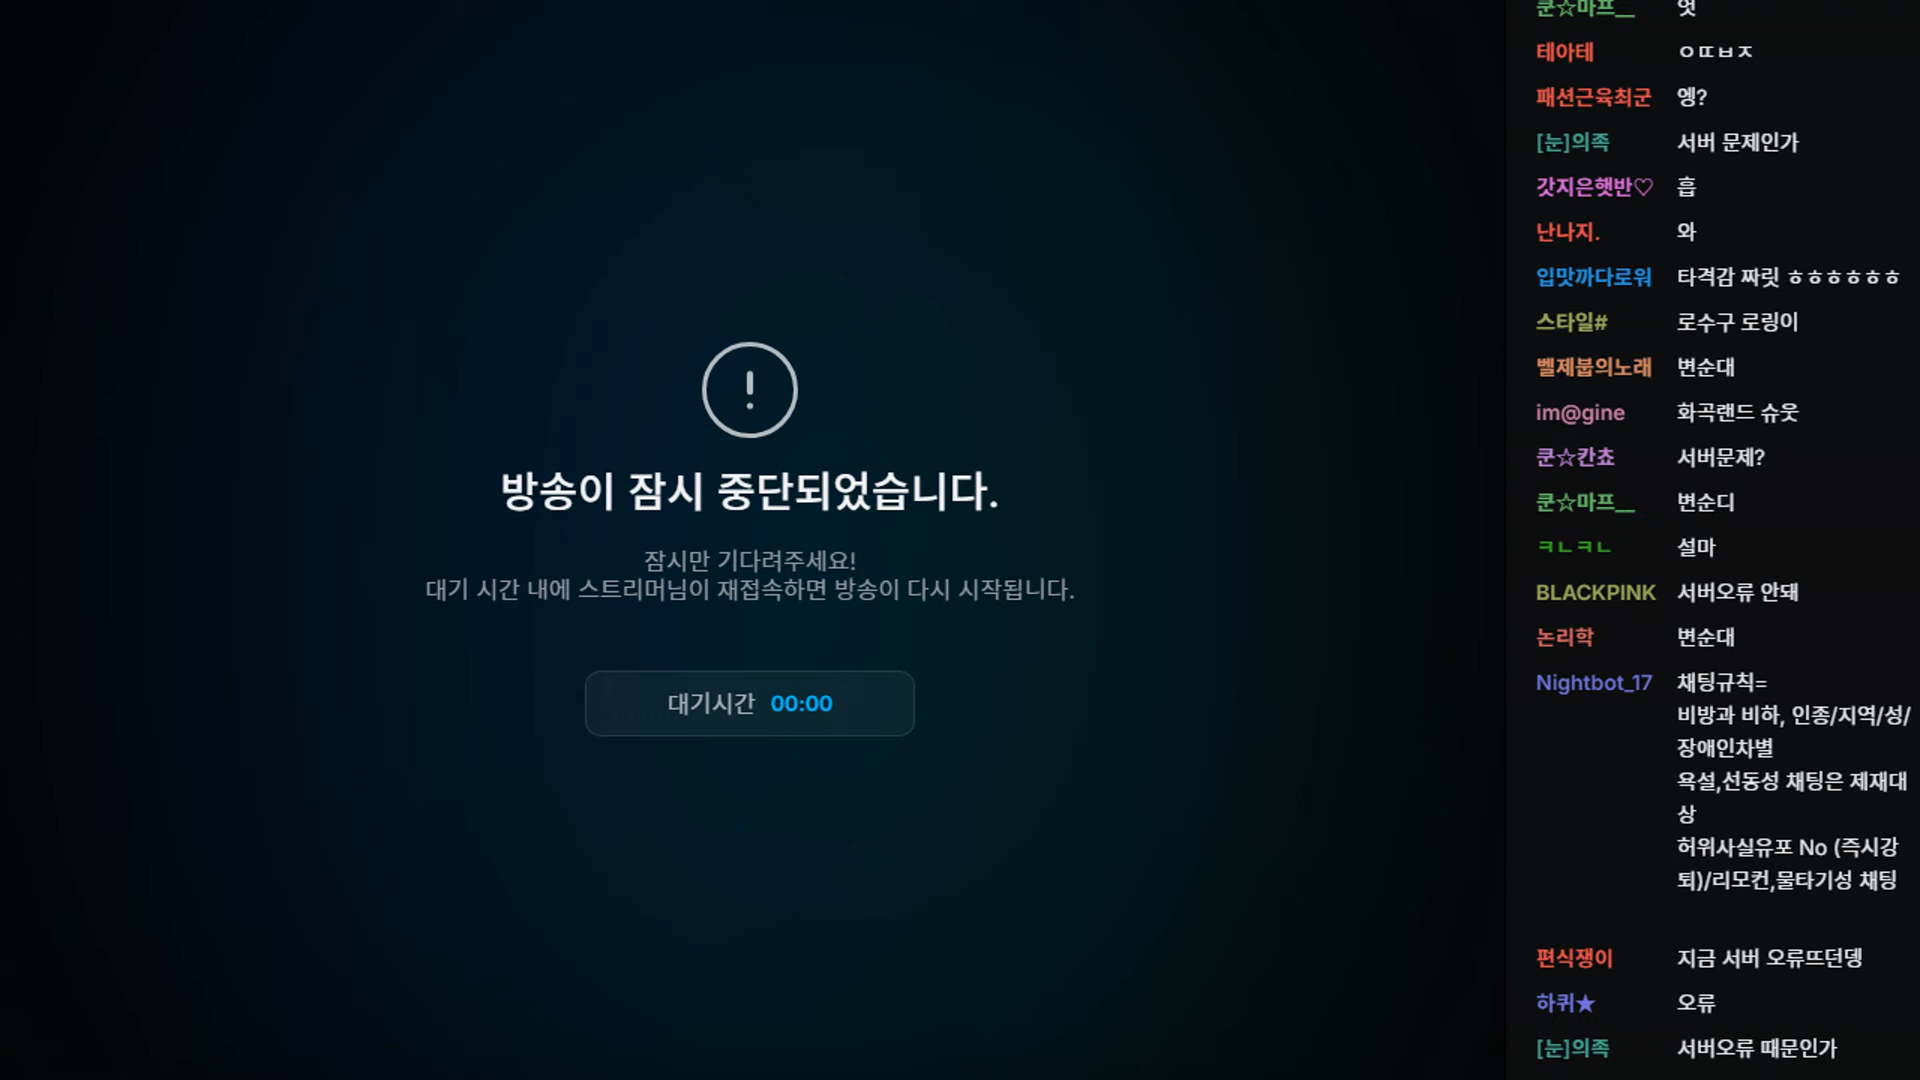 방송이 잠시 중단되었습니다.
잠시만 기다려주세요!
대기 시간 내에 스트리머님이 재접속하면 방송이 다시 시작됩니다.
대기시간 00:00
쿤☆마프__ 엇
테아테 ㅇㄸㅂㅈ
패션근육최군 엥?
[눈]의족 서버 문제인가
갓지은햇반♡ 흡
난나지. 와
입맛까다로워 타격감 짜릿 ㅎㅎㅎㅎㅎㅎ
스타일# 로수구 로링이
벨제붑의노래 변순대
im@gine 화곡랜드 슈웃
쿤☆칸쵸 서버문제?
쿤☆마프__ 변순디
ㅋㄴㅋㄴ 설마
BLACKPINK 서버오류 안돼
논리학 변순대
Nightbot_17 채팅규칙=
비방과 비하, 인종/지역/성/
장애인차별
욕설,선동성 채팅은 제재대
상
허위사실유포 No (즉시강
퇴)/리모컨,물타기성 채팅
편식쟁이 지금 서버 오류뜨던뎅
하퀴★ 오류
[눈]의족 서버오류 때문인가